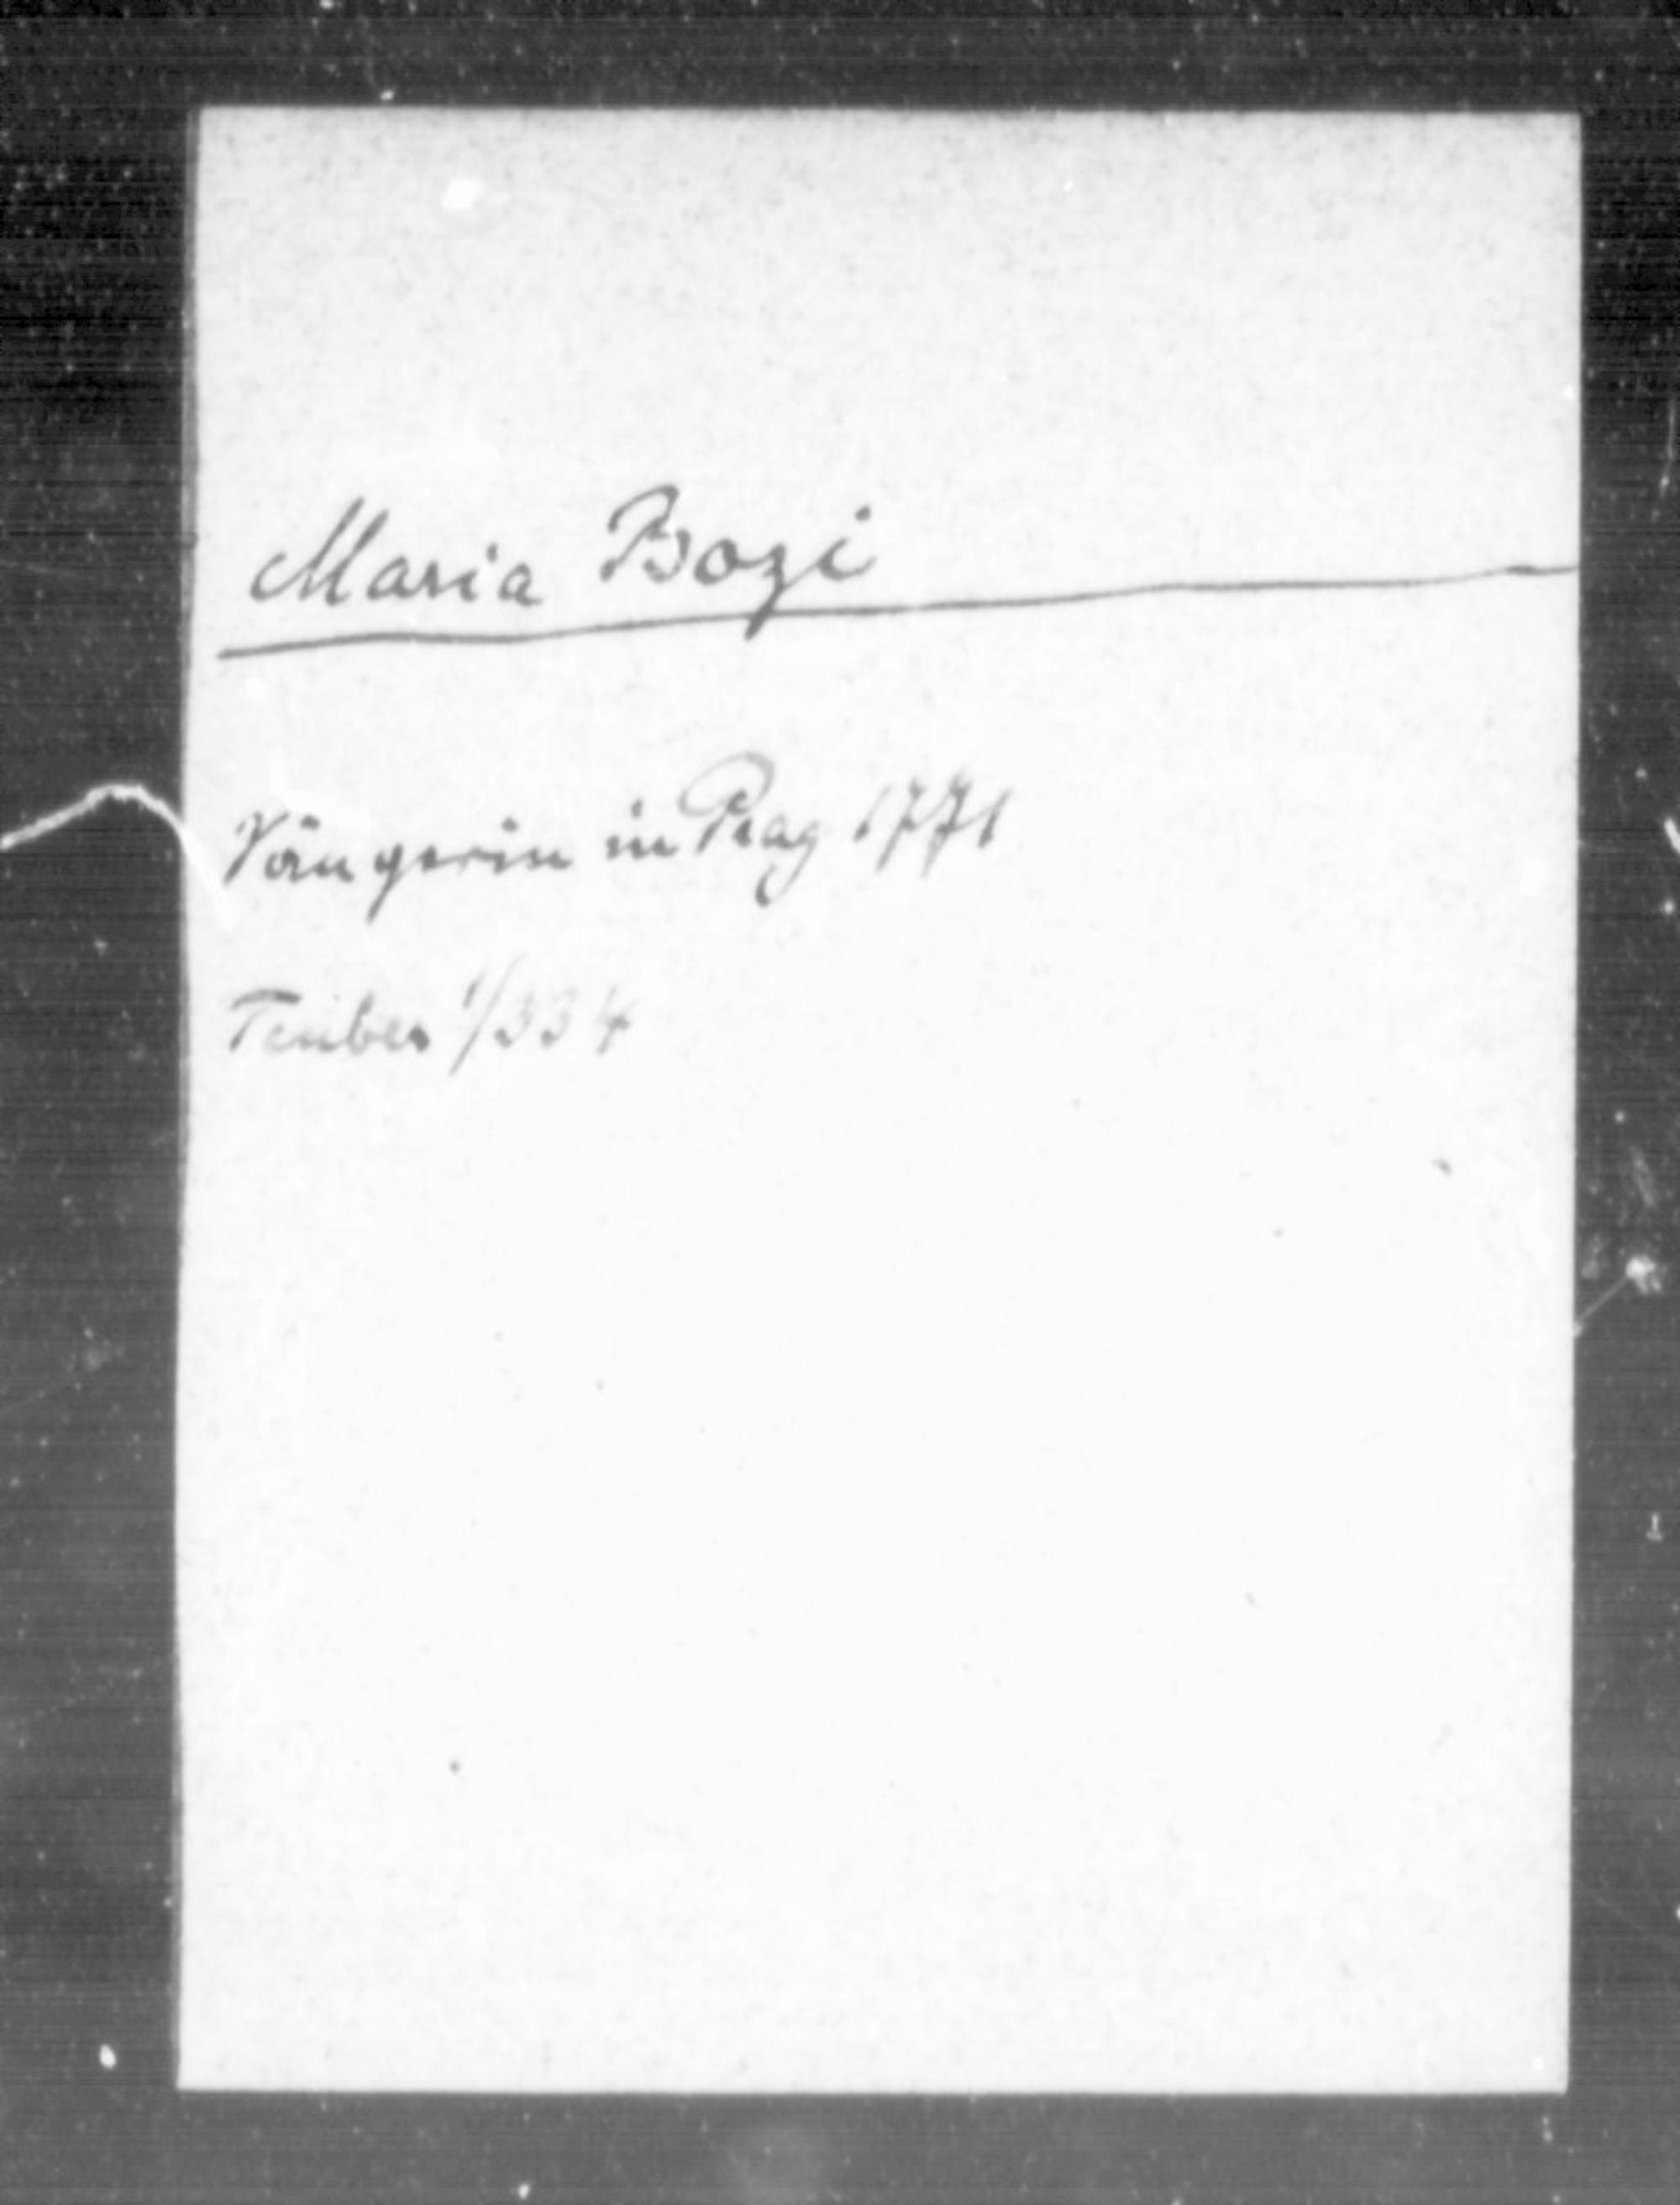 Maria Bozi
Sängerin in Prag 1771
Teuber 1/334